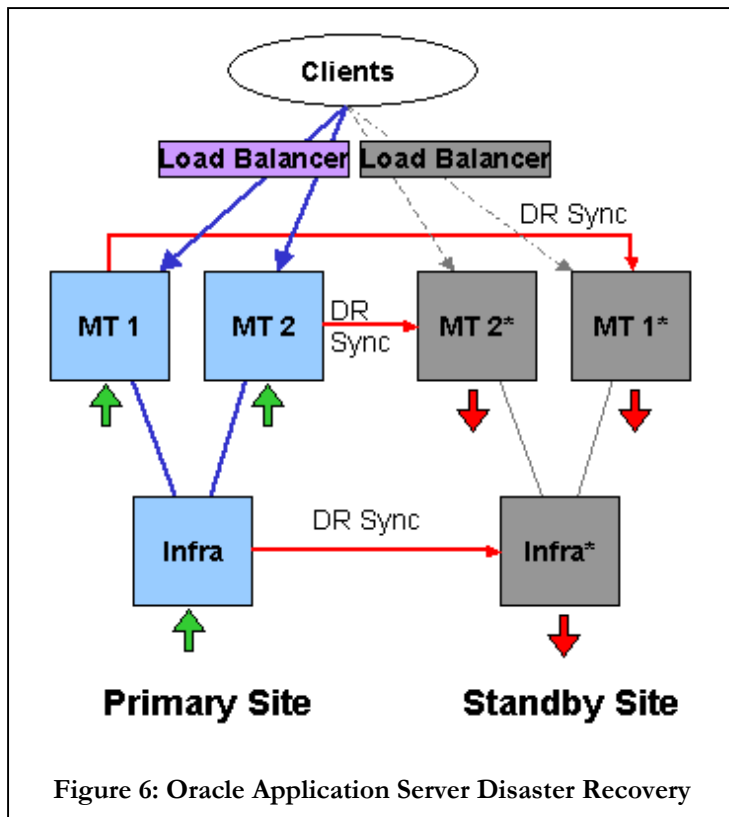 Clients
Load Balancer
Load Balancer
DR Sync
MT 1
MT 2
DR
Sync
MT 2*
MT 1*
Infra
DR Sync
Infra*
Primary Site
Standby Site
Figure 6: Oracle Application Server Disaster Recovery